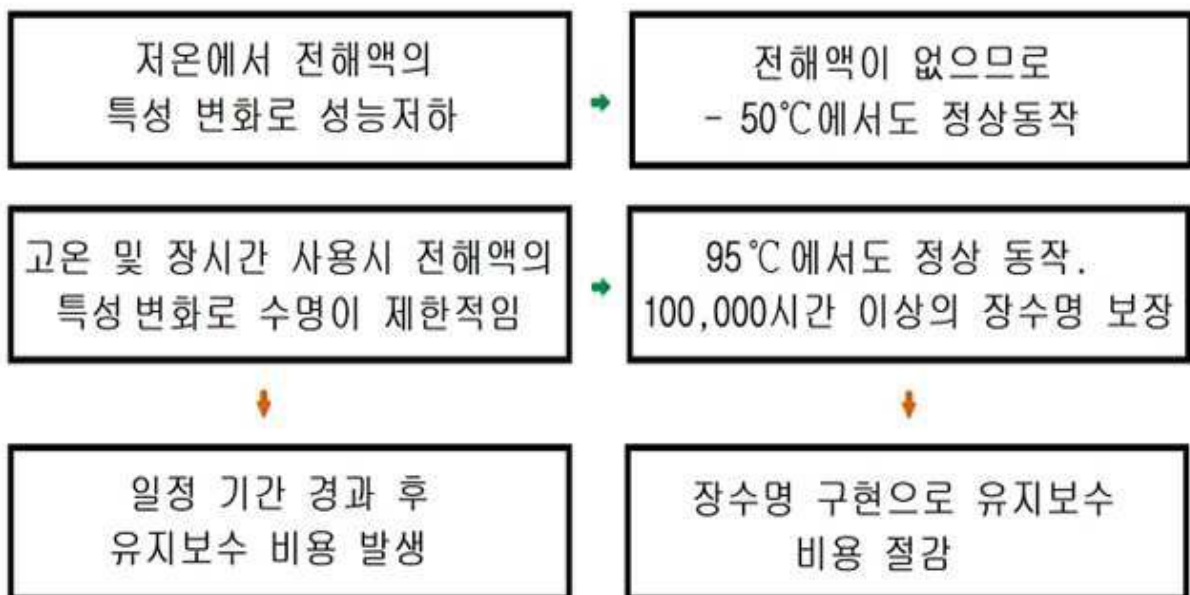 저온에서 전해액의
특성 변화로 성능저하
전해액이 없으므로
- 50℃에서도 정상동작
고온 및 장시간 사용시 전해액의
특성 변화로 수명이 제한적임
95℃에서도 정상 동작.
100,000시간 이상의 장수명 보장
일정 기간 경과 후
유지보수 비용 발생
장수명 구현으로 유지보수
비용 절감